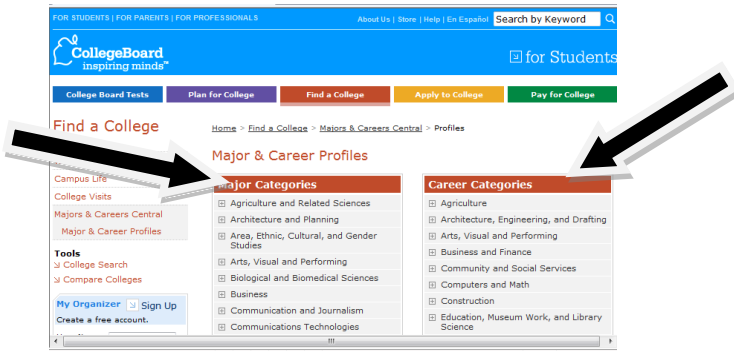 FOR STUDENTS | FOR PARENTS | FOR PROFESSIONALS
About Us | Store | Help | En Español
Search by Keyword
CollegeBoard
inspiring minds™
for Students
College Board Tests
Plan for College
Find a College
Apply to College
Pay for College
Find a College
Campus Life
College Visits
Majors & Careers Central
Major & Career Profiles
Tools
College Search
Compare Colleges
My Organizer
Sign Up
Create a free account.
Home > Find a College > Majors & Careers Central > Profiles
Major & Career Profiles
Major Categories
Agriculture and Related Sciences
Architecture and Planning
Area, Ethnic, Cultural, and Gender
Studies
Arts, Visual and Performing
Biological and Biomedical Sciences
Business
Communication and Journalism
Communications Technologies
Career Categories
Agriculture
Architecture, Engineering, and Drafting
Arts, Visual and Performing
Business and Finance
Community and Social Services
Computers and Math
Construction
Education, Museum Work, and Library
Science